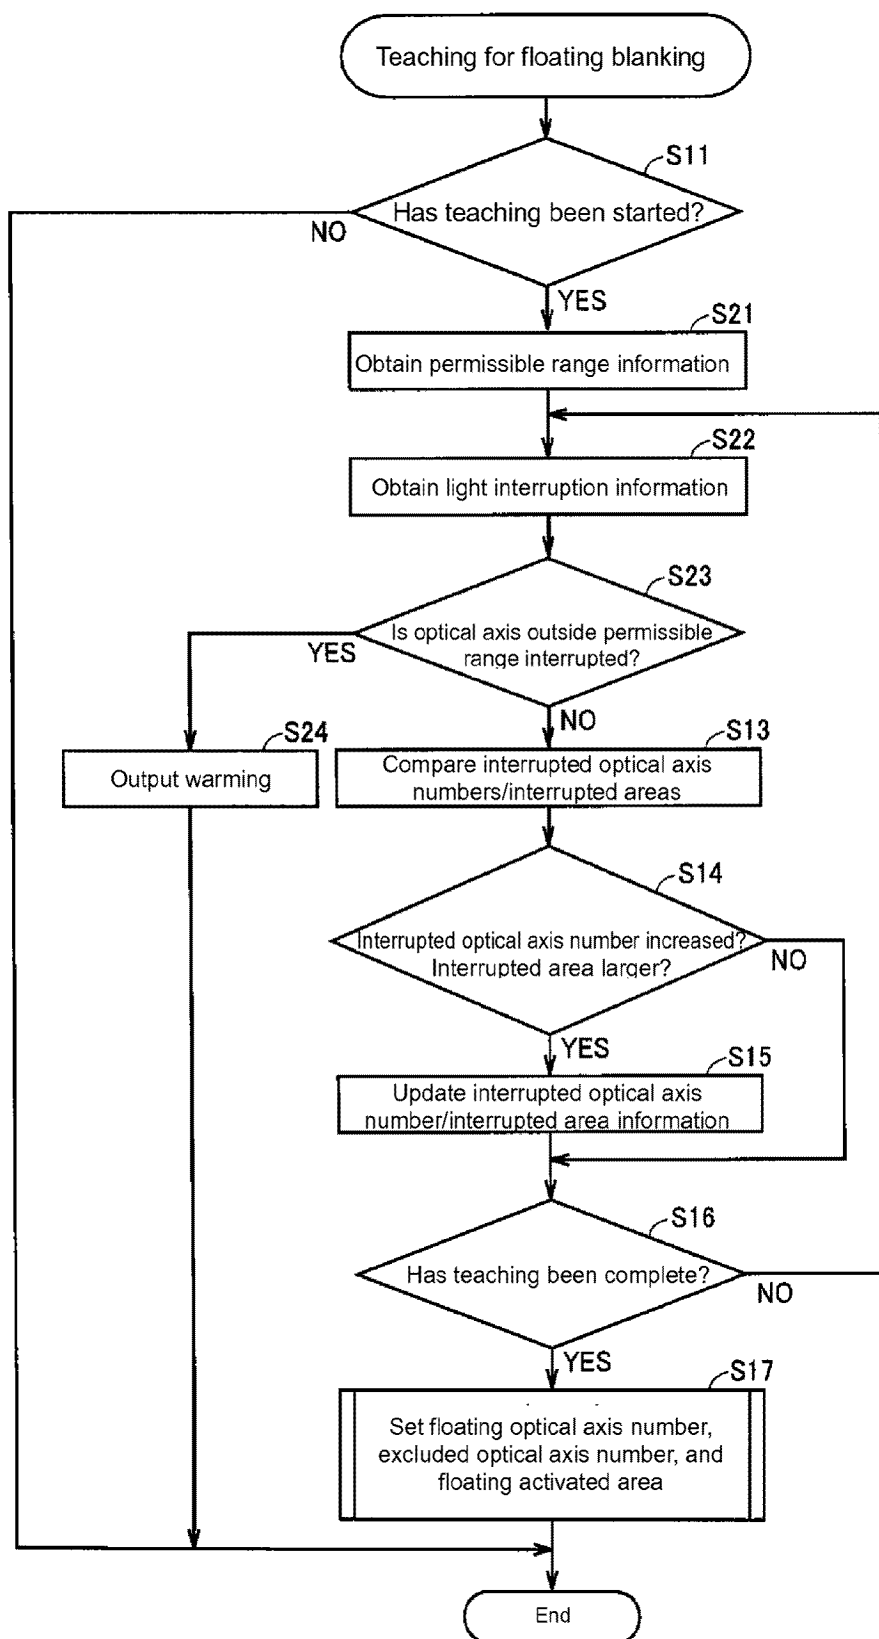 Teaching for floating blanking
S11
Has teaching been started?
NO
YES
S21
Obtain permissible range information
S22
Obtain light interruption information
S23
Is optical axis outside permissible
range interrupted?
YES
NO
S24
Output warming
S13
Compare interrupted optical axis
numbers/interrupted areas
S14
Interrupted optical axis number increased?
Interrupted area larger?
NO
YES
S15
Update interrupted optical axis
number/interrupted area information
S16
Has teaching been complete?
NO
YES
S17
Set floating optical axis number,
excluded optical axis number, and
floating activated area
End